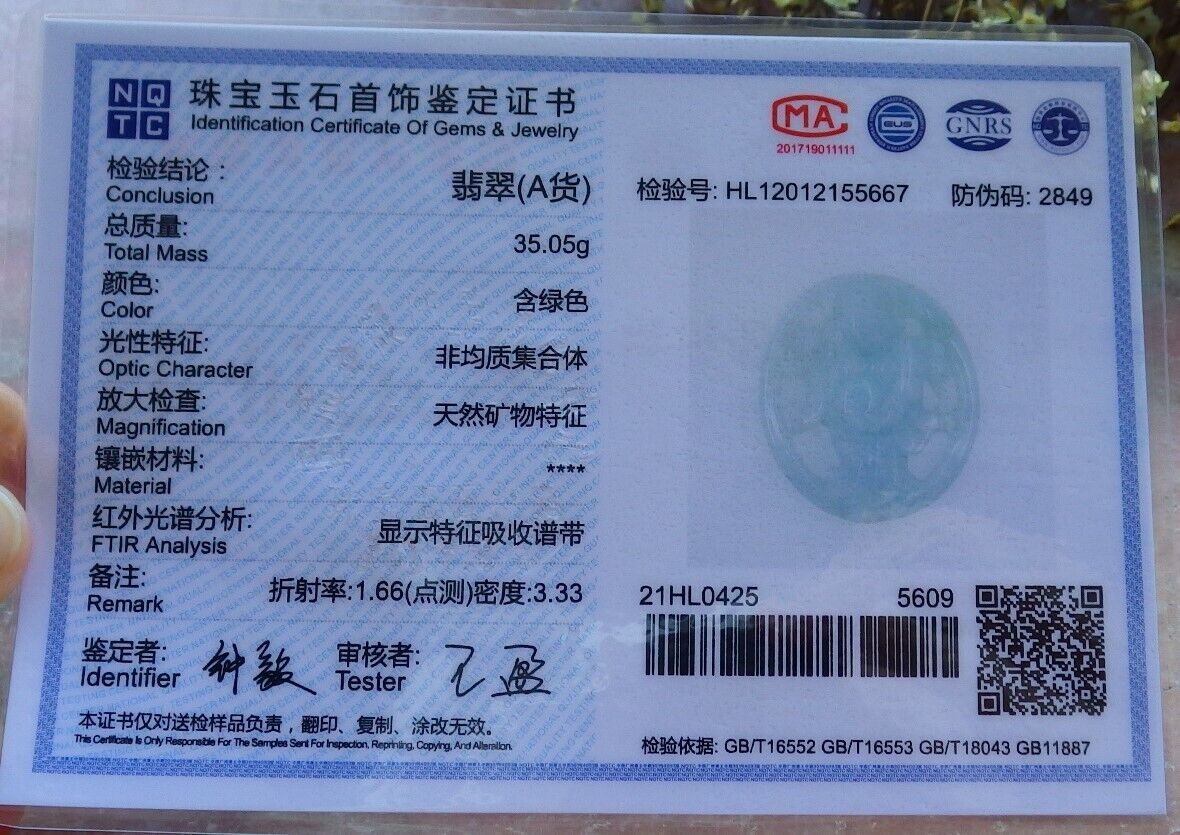 NQ
TC
珠宝玉石首饰鉴定证书
Identification Certificate Of Gems & Jewelry
检验结论:
Conclusion
翡翠(A货)
总质量:
Total Mass
35.05g
颜色:
Color
含绿色
光性特征:
Optic Character
非均质集合体
放大检查:
Magnification
天然矿物特征
镶嵌材料:
Material
****
红外光谱分析:
FTIR Analysis
显示特征吸收谱带
备注:
Remark
折射率:1.66(点测)密度:3.33
鉴定者:
Identifier
审核者:
Tester
本证书仅对送检样品负责，翻印、复制、涂改无效。
This Certificate Is Only Responsible For The Samples Sent For Inspection, Reprinting, Copying, And Alteration.
MA
201719011111
GNRS
检验号: HL12012155667 防伪码: 2849
21HL0425 5609
检验依据: GB/T16552 GB/T16553 GB/T18043 GB11887